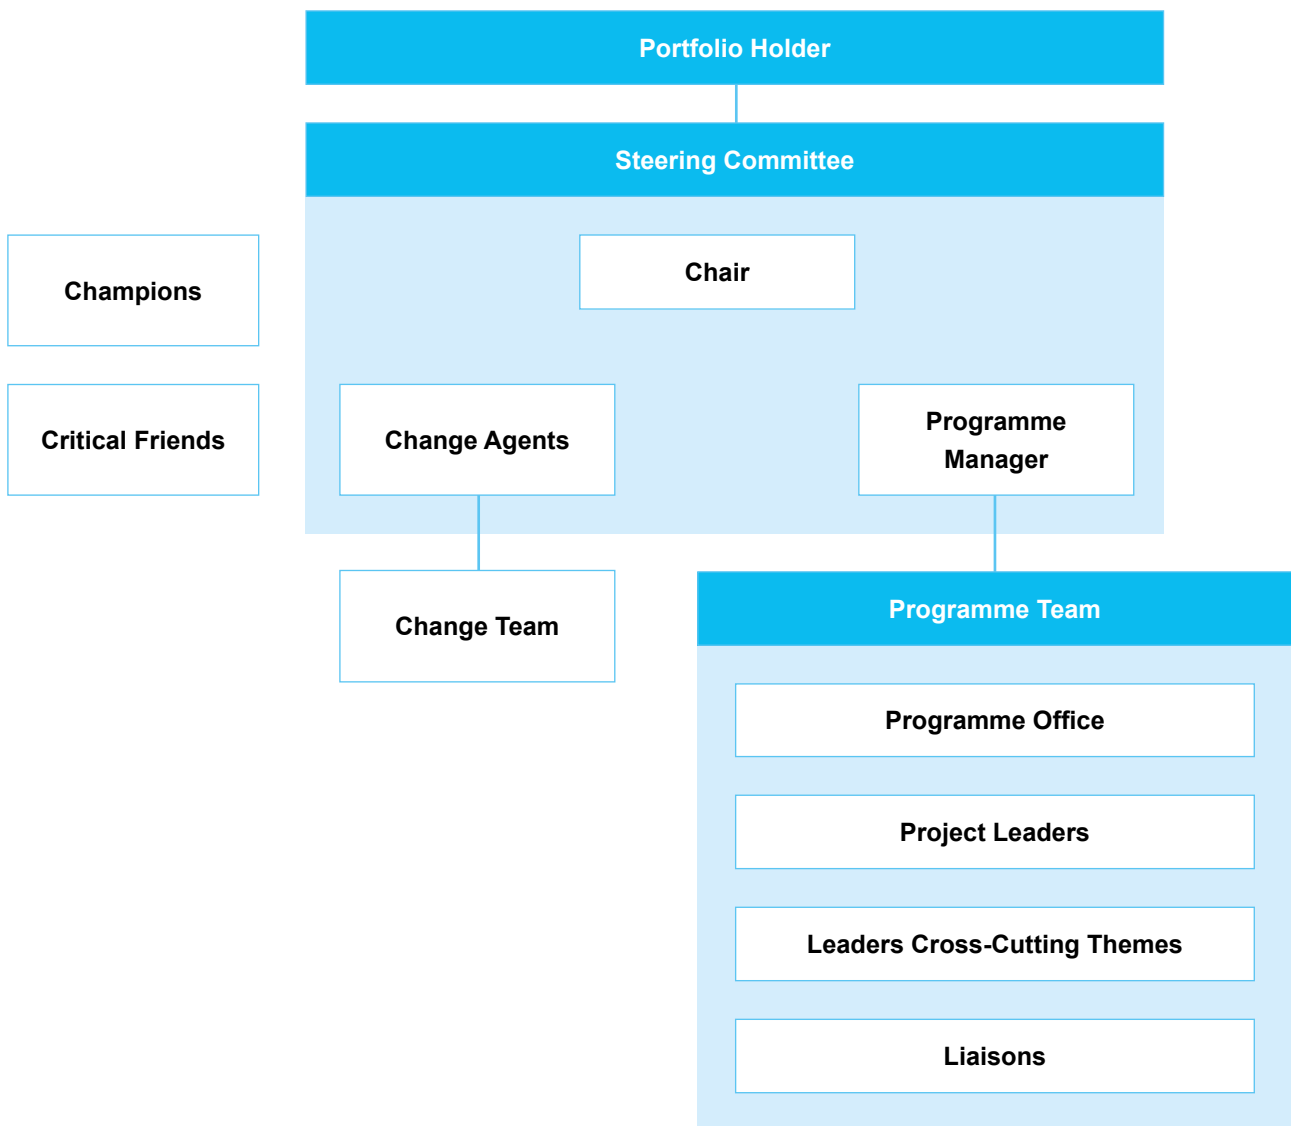 Portfolio Holder
Steering Committee
Chair
Champions
Critical Friends
Change Agents
Programme
Manager
Change Team
Programme Team
Programme Office
Project Leaders
Leaders Cross-Cutting Themes
Liaisons